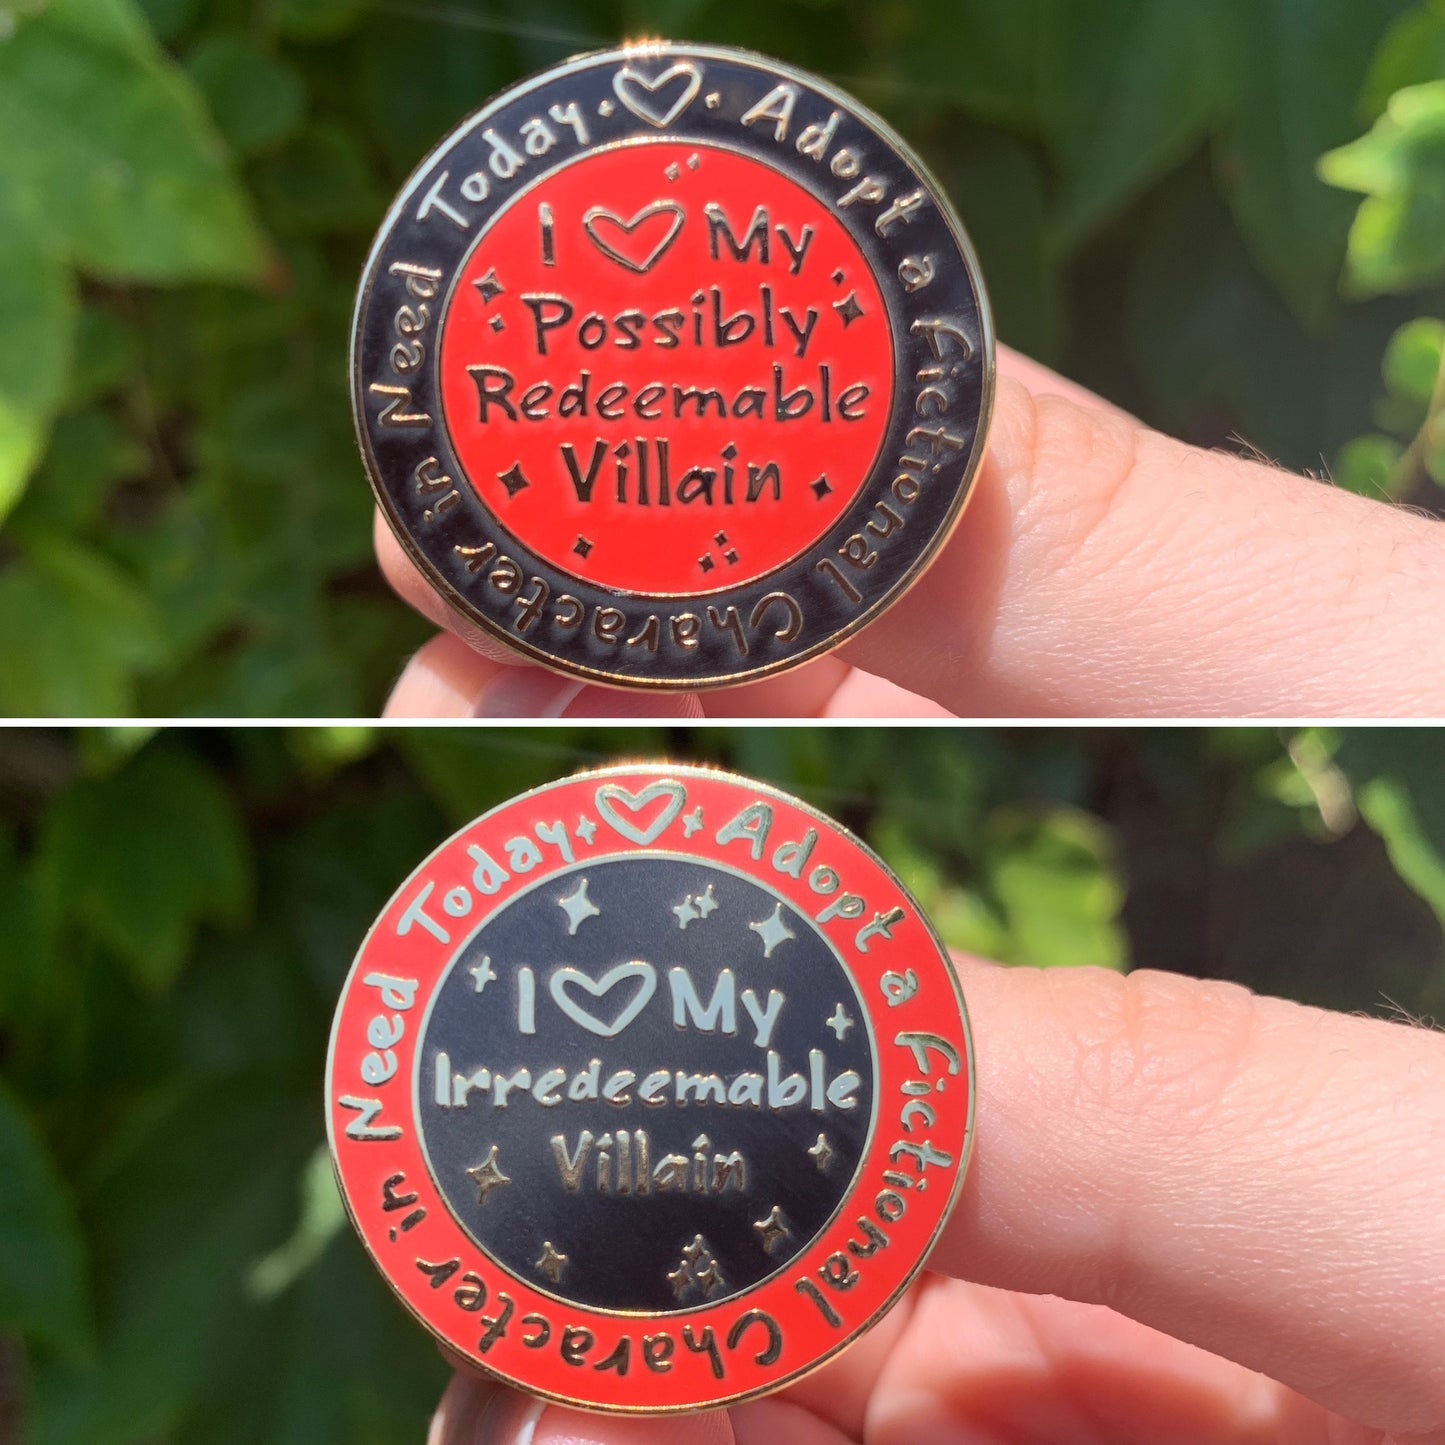 Adopt a Fictional Character in Need Today
I ♡ My
Possibly
Redeemable
Villain
Adopt a Fictional Character in Need Today
I ♡ My
Irredeemable
Villain